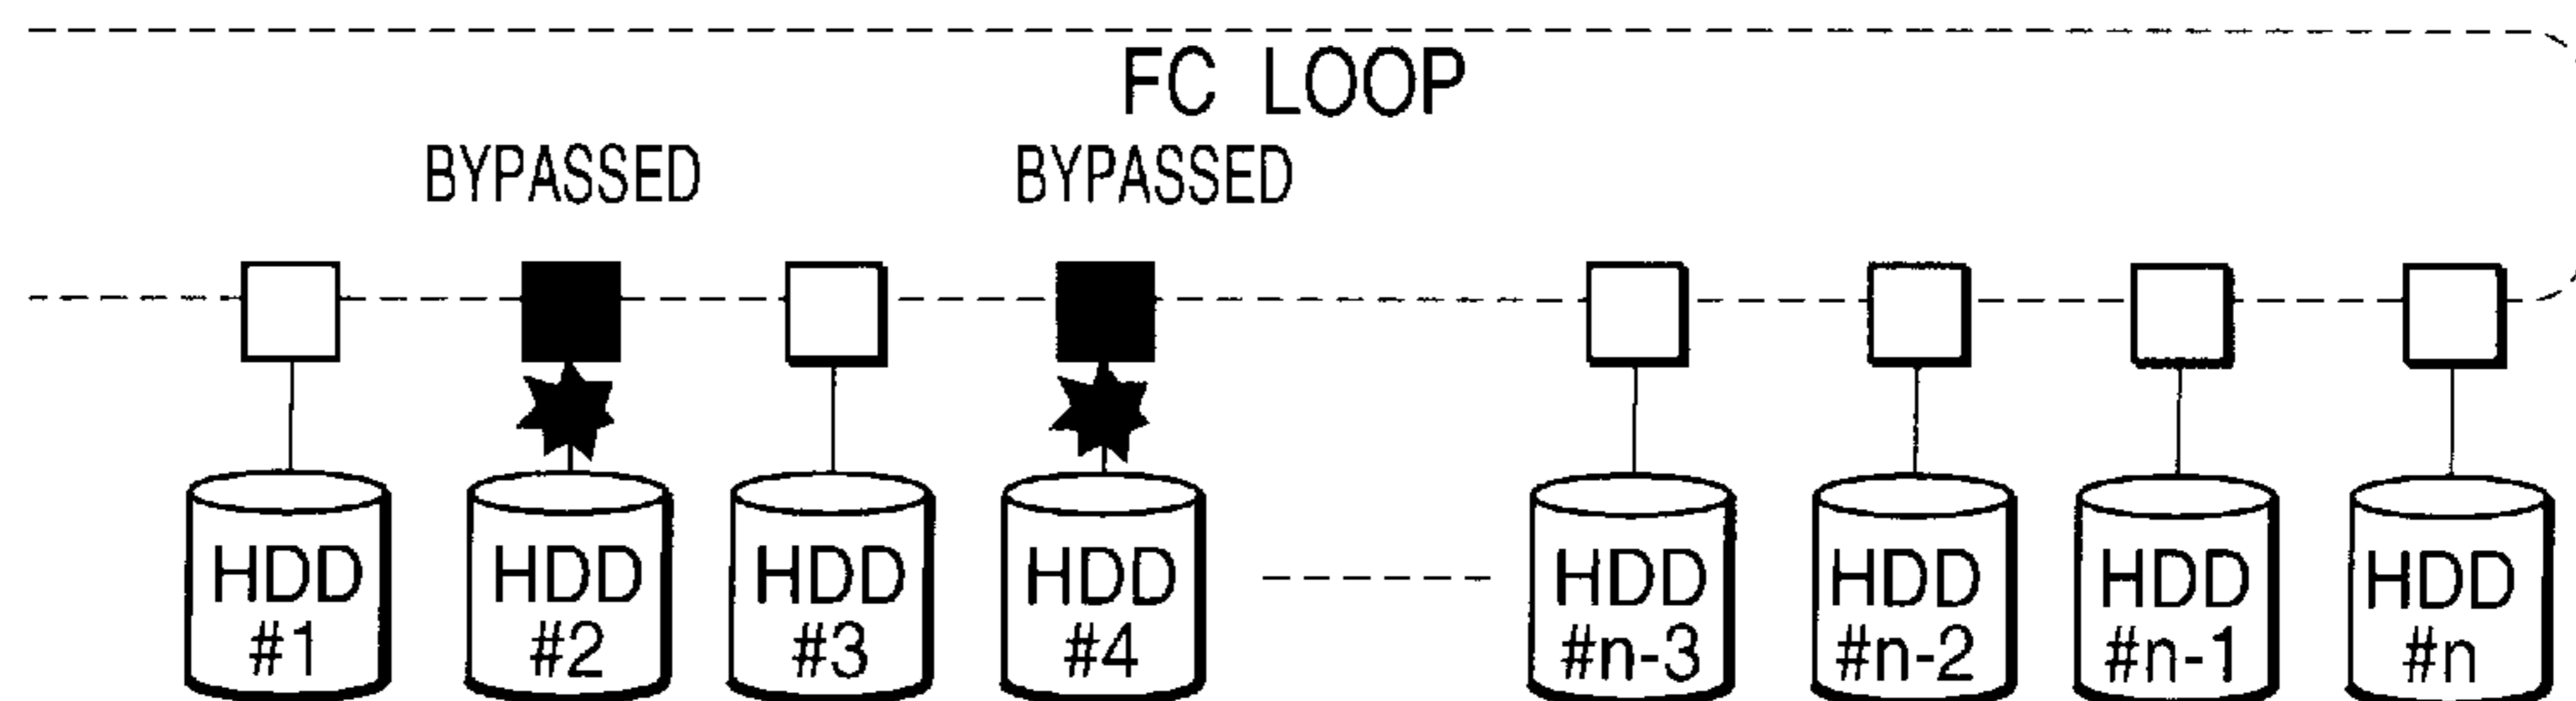 FC LOOP
BYPASSED BYPASSED
HDD HDD HDD HDD HDD HDD HDD HDD
#1 #2 #3 #4 #n-3 #n-2 #n-1 #n